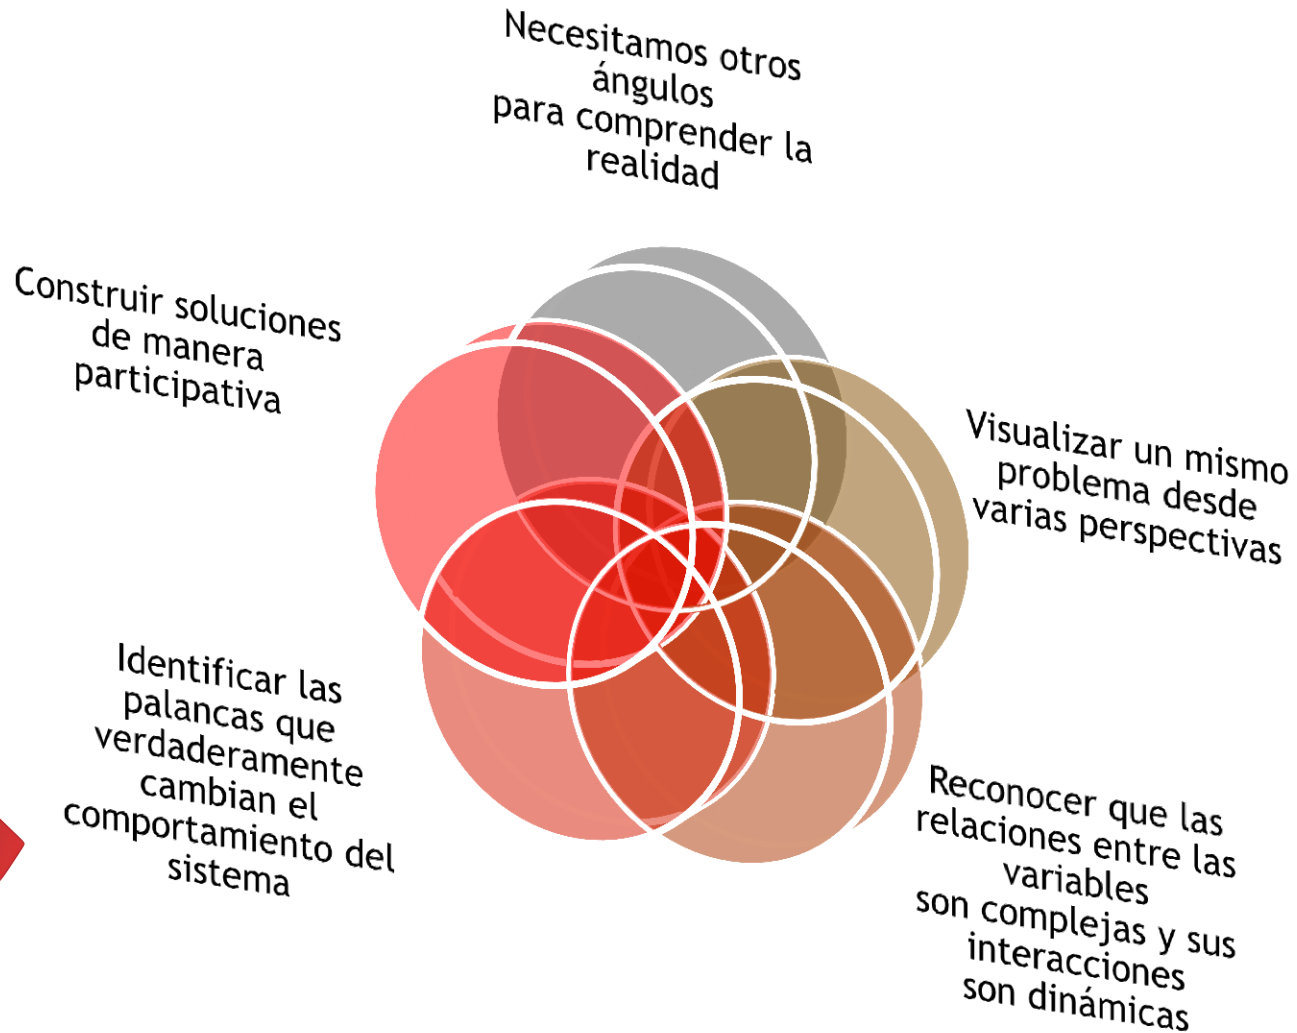 Necesitamos otros
ángulos
para comprender la
realidad
Visualizar un mismo
problema desde
varias perspectivas
Reconocer que las
relaciones entre las
variables
son complejas y sus
interacciones
son dinámicas
Identificar las
palancas que
verdaderamente
cambian el
comportamiento del
sistema
Construir soluciones
de manera
participativa